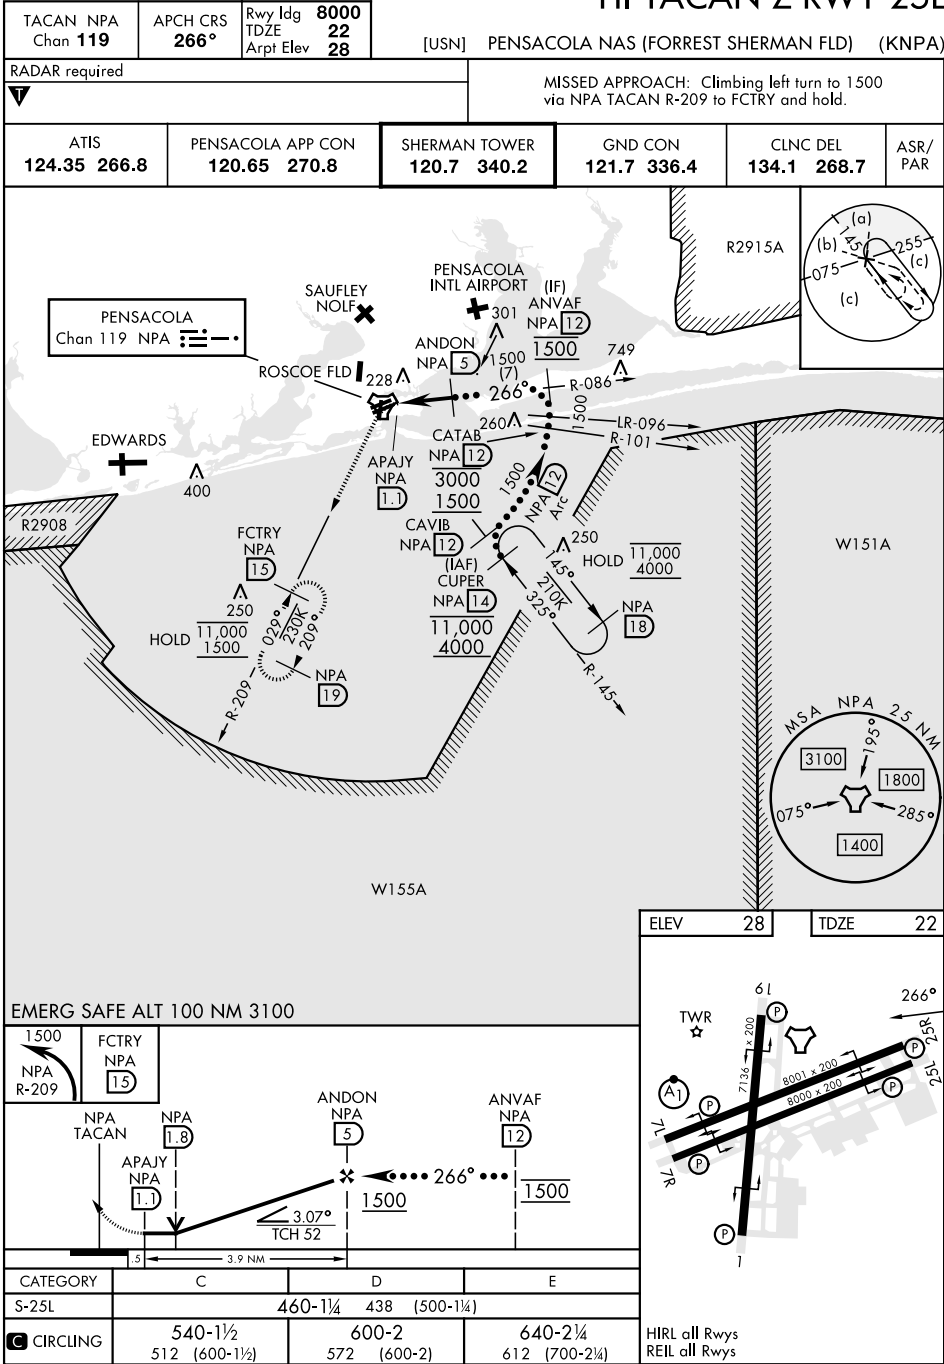 HI-TACAN Z RWY 25L
TACAN NPA
Chan 119
APCH CRS
266°
Rwy ldg 8000
TDZE 22
Arpt Elev 28
[USN] PENSACOLA NAS (FORREST SHERMAN FLD) (KNPA)
RADAR required
T
MISSED APPROACH: Climbing left turn to 1500
via NPA TACAN R-209 to FCTRY and hold.
ATIS
124.35 266.8
PENSACOLA APP CON
120.65 270.8
SHERMAN TOWER
120.7 340.2
GND CON
121.7 336.4
CLNC DEL
134.1 268.7
ASR/
PAR
R2915A
(a)
(b)
145
255
075
(c)
(c)
PENSACOLA
INTL AIRPORT
SAUFLEY
NOLF
PENSACOLA
Chan 119 NPA
301
(IF)
ANVAF
NPA 12
1500
ANDON
NPA 5
1500
(7)
749
ROSCOE FLD
228
266°
R-086
1500
260
LR-096
R-101
EDWARDS
400
CATAB
NPA 12
3000
1500
APAJY
NPA
1.1
1500
NPA 12
Arc
R2908
CAVIB
NPA 12
250
HOLD 11,000
4000
W151A
FCTRY
NPA
15
(IAF)
CUPER
NPA 14
11,000
4000
145°
210K
325°
NPA
18
250
HOLD 11,000
1500
029°
230K
209°
NPA
19
R-209
R-145
MSA NPA 25 NM
195°
3100
1800
075°
285°
1400
W155A
EMERG SAFE ALT 100 NM 3100
ELEV 28
TDZE 22
1500
NPA
R-209
FCTRY
NPA
15
NPA
TACAN
NPA
1.8
APAJY
NPA
1.1
ANDON
NPA
5
ANVAF
NPA
12
266°
1500
1500
3.07°
TCH 52
.5
3.9 NM
TWR
19
P
266°
7136 x 200
8001 x 200
8000 x 200
P
25R
25L
P
A1
P
7L
P
7R
P
1
CATEGORY C D E
S-25L 460-1¼ 438 (500-1¼)
C CIRCLING
540-1½
512 (600-1½)
600-2
572 (600-2)
640-2¼
612 (700-2¼)
HIRL all Rwys
REIL all Rwys